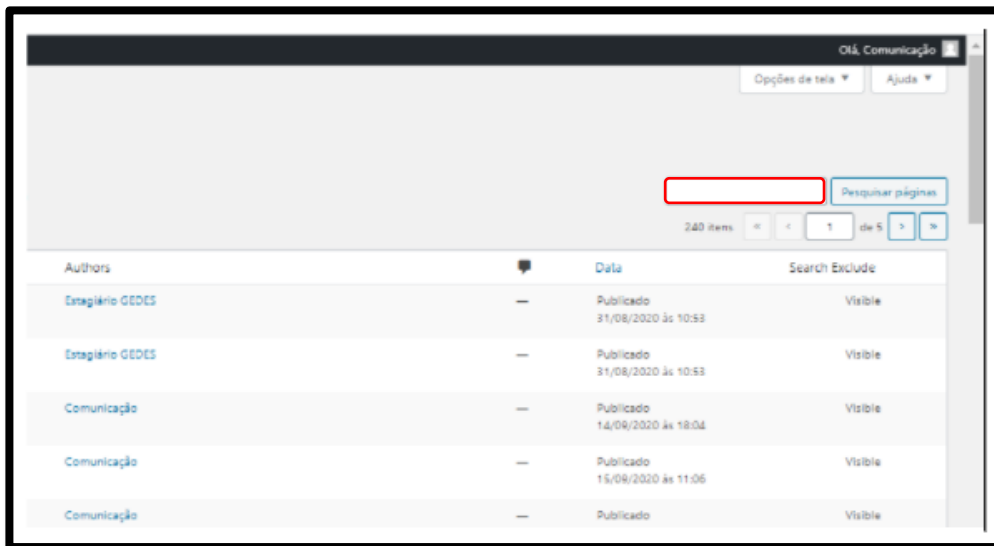 Olá, Comunicação
Opções de tela ▼ Ajuda ▼
Pesquisar páginas
240 itens « ‹ 1 de 5 › »
Authors Data Search Exclude
Estagiário GEDES — Publicado Visible
31/08/2020 às 10:53
Estagiário GEDES — Publicado Visible
31/08/2020 às 10:53
Comunicação — Publicado Visible
14/09/2020 às 18:04
Comunicação — Publicado Visible
15/09/2020 às 11:06
Comunicação — Publicado Visible